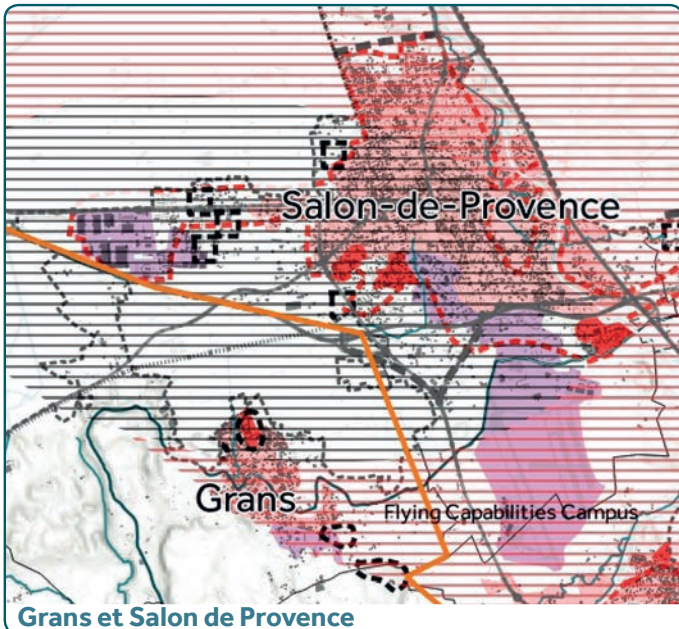 Salon-de-Provence
Grans
Flying Capabilities Campus
Grans et Salon de Provence